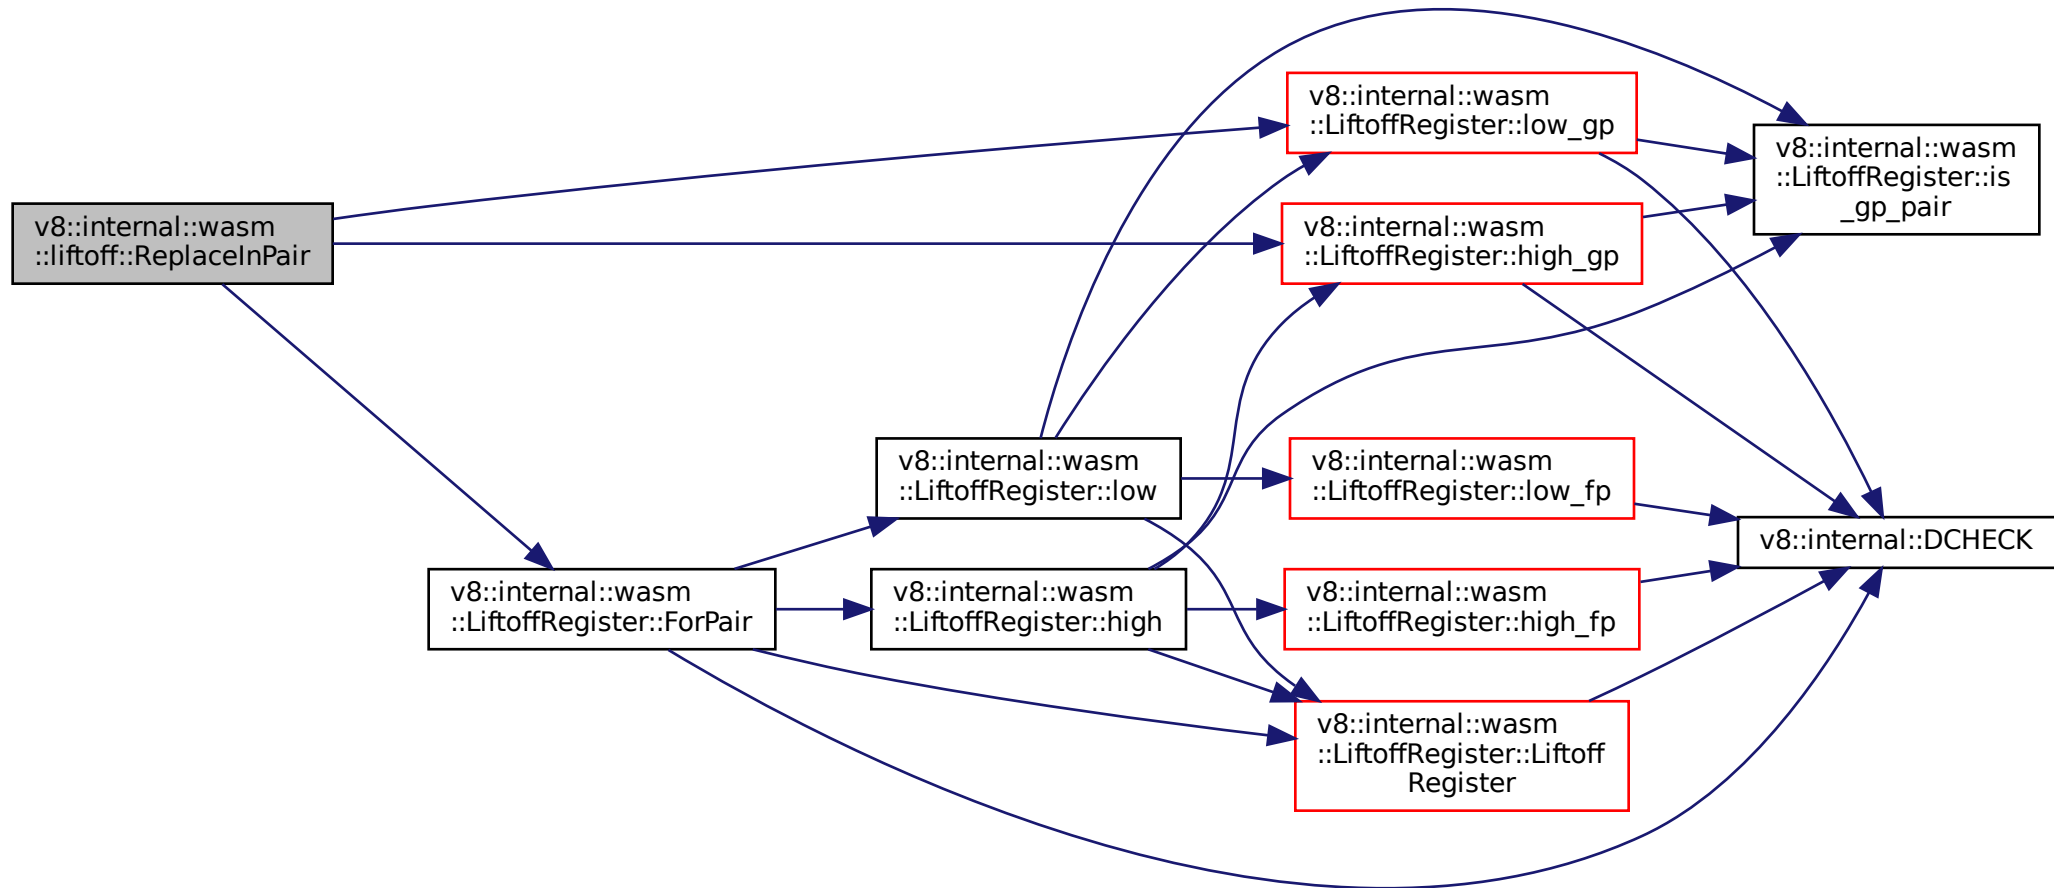 v8::internal::wasm
::liftoff::ReplaceInPair
v8::internal::wasm
::LiftoffRegister::ForPair
v8::internal::wasm
::LiftoffRegister::low
v8::internal::wasm
::LiftoffRegister::high
v8::internal::wasm
::LiftoffRegister::low_gp
v8::internal::wasm
::LiftoffRegister::high_gp
v8::internal::wasm
::LiftoffRegister::low_fp
v8::internal::wasm
::LiftoffRegister::high_fp
v8::internal::wasm
::LiftoffRegister::Liftoff
Register
v8::internal::wasm
::LiftoffRegister::is
_gp_pair
v8::internal::DCHECK